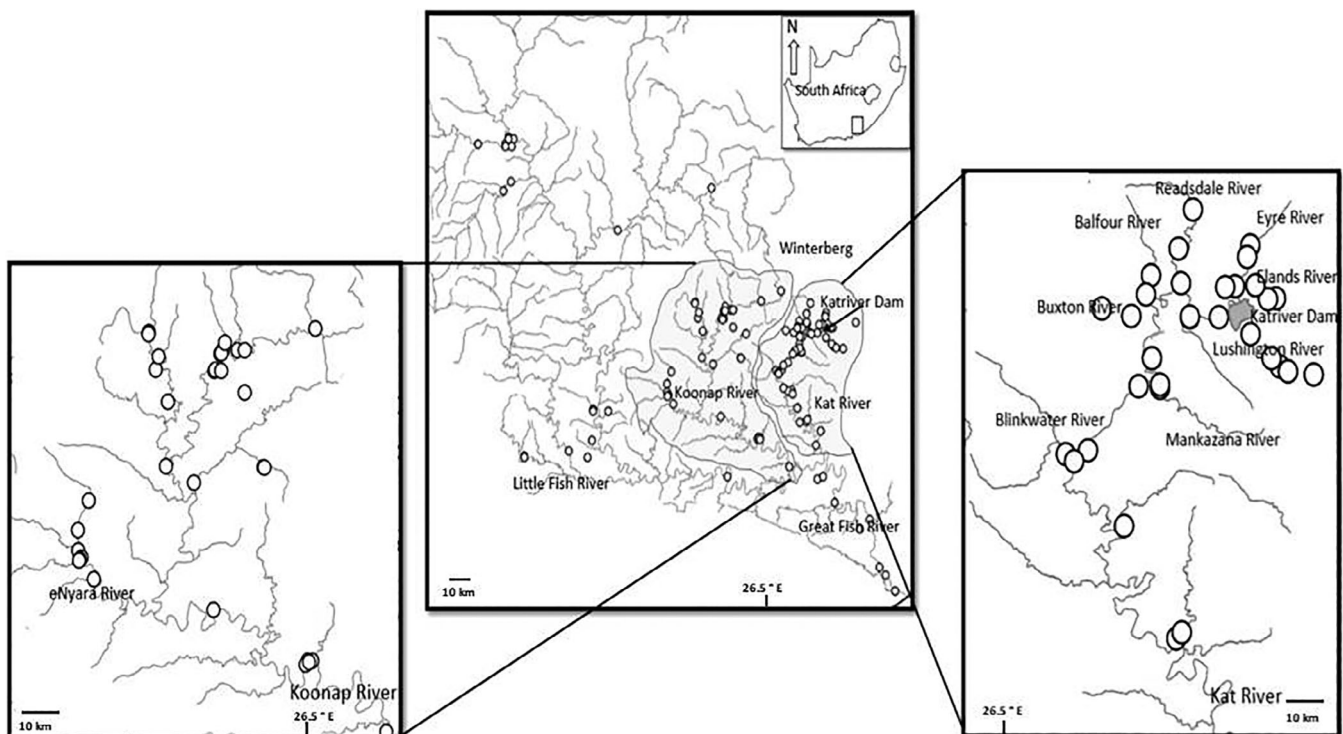 N
South Africa
Winterberg
Katriver Dam
Koonap River
Kat River
Little Fish River
Great Fish River
10 km
26.5 ° E
eNyara River
Koonap River
26.5 ° E
10 km
Readsdale River
Balfour River
Eyre River
Elands River
Buxton River
Katriver Dam
Lushington River
Blinkwater River
Mankazana River
Kat River
26.5 ° E
10 km